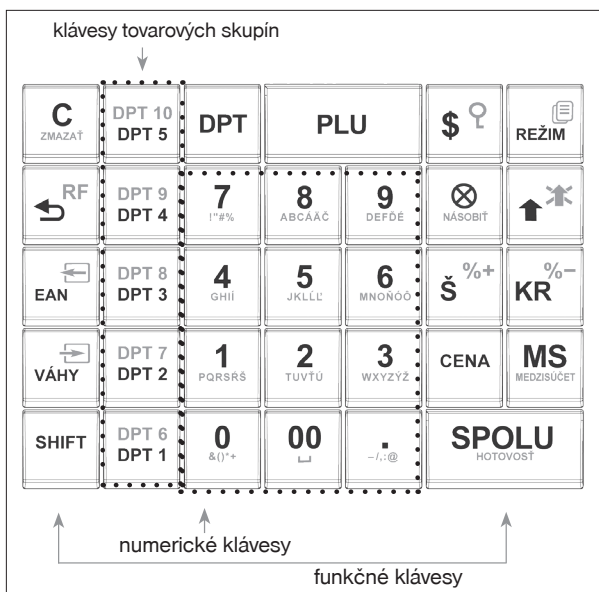 klávesy tovarových skupín
C
ZMAZAŤ
DPT 10
DPT 5
DPT
PLU
$
REŽIM
RF
DPT 9
DPT 4
7
!"#%
8
ABCÁÄČ
9
DEFĎÉ
NÁSOBIŤ
EAN
DPT 8
DPT 3
4
GHIÍ
5
JKLĹĽ
6
MNOŇÓÔ
Š %+
KR %–
VÁHY
DPT 7
DPT 2
1
PQRSŔŠ
2
TUVŤÚ
3
WXYZÝŽ
CENA
MS
MEDZISÚČET
SHIFT
DPT 6
DPT 1
0
&()*+
00
.
–/,:@
SPOLU
HOTOVOSŤ
numerické klávesy
funkčné klávesy